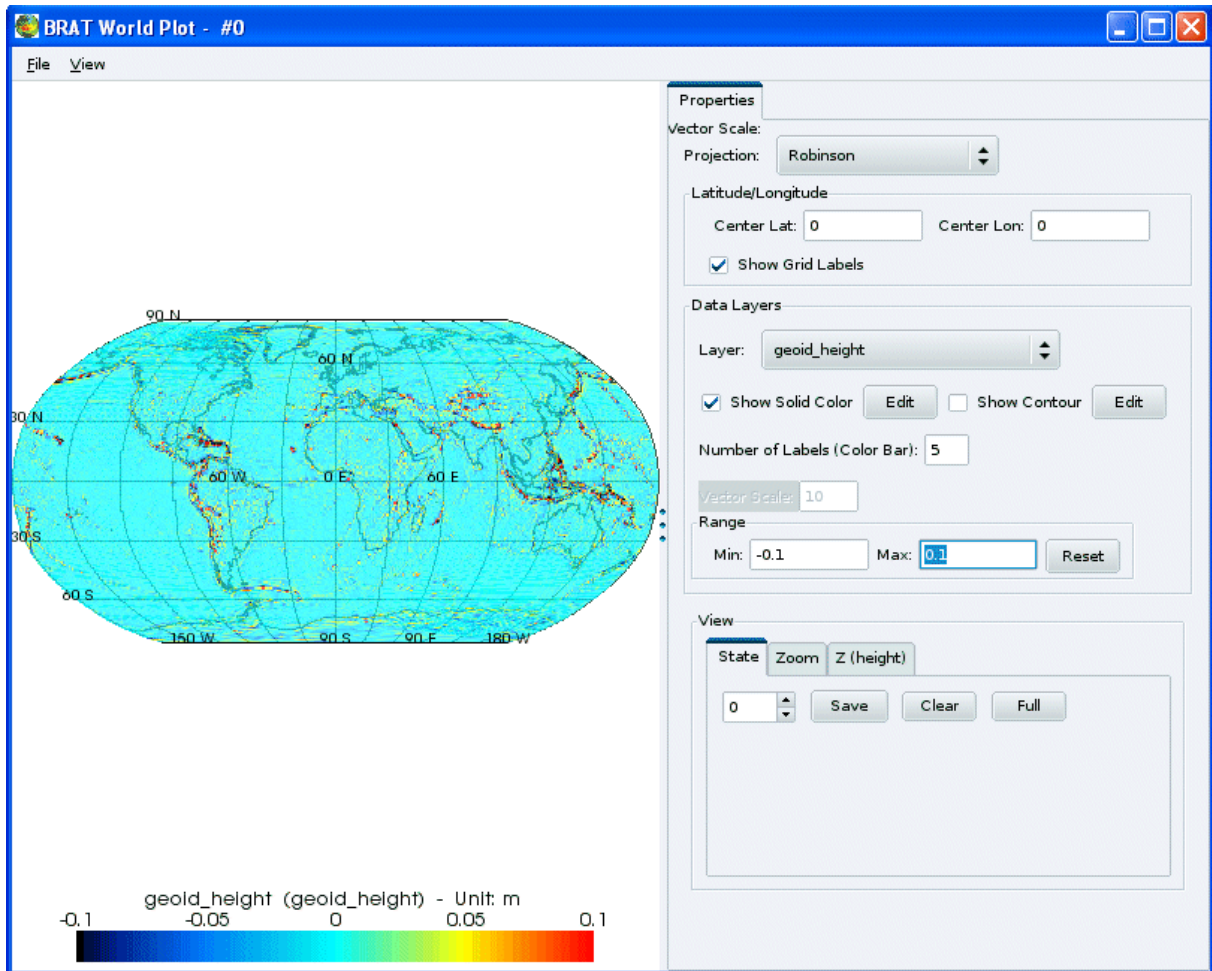 BRAT World Plot - #0
File View
Properties
Vector Scale:
Projection: Robinson
Latitude/Longitude
Center Lat: 0 Center Lon: 0
Show Grid Labels
Data Layers
Layer: geoid_height
Show Solid Color Edit Show Contour Edit
Number of Labels (Color Bar): 5
Vector Scale: 10
Range
Min: -0.1 Max: 0.1 Reset
View
State Zoom Z (height)
0 Save Clear Full
90 N
60 N
30 N
60 W 0 E 60 E
30 S
60 S
150 W 90 S 90 E 180 W
geoid_height (geoid_height) - Unit: m
-0.1 -0.05 0 0.05 0.1